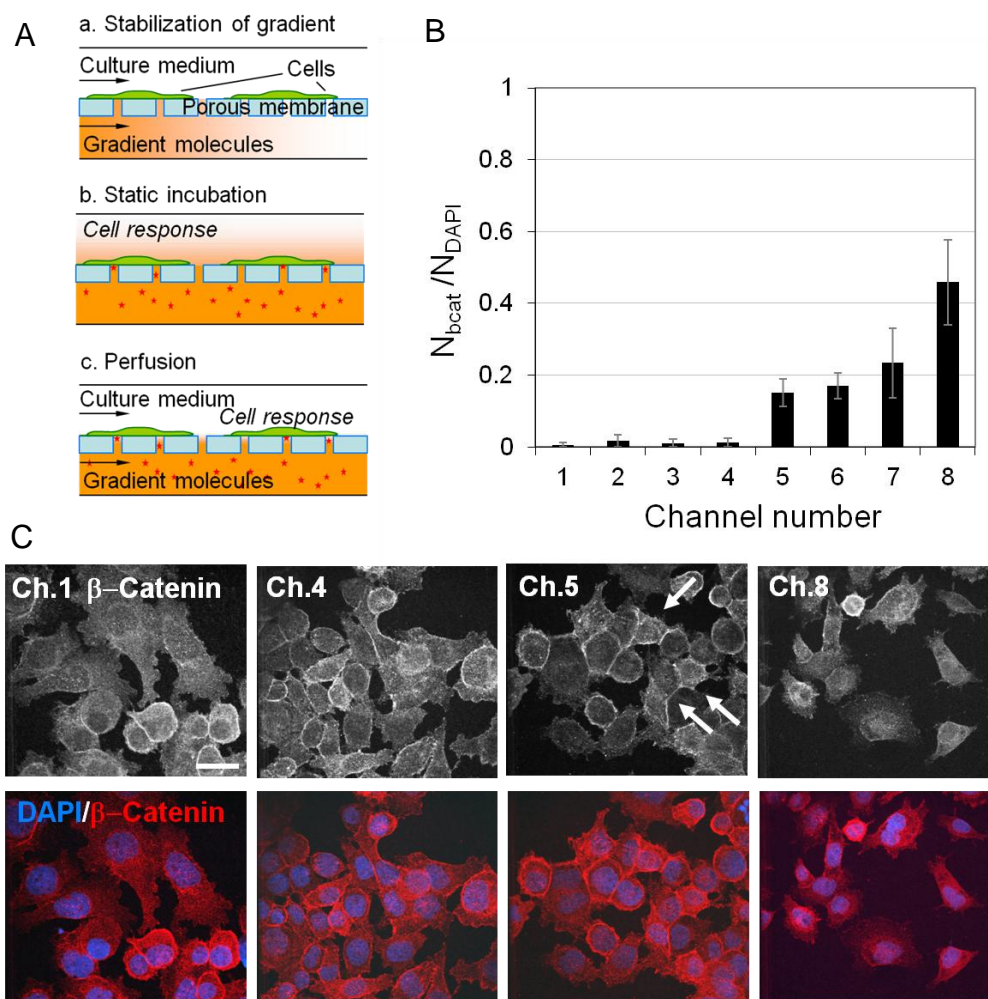 A
a. Stabilization of gradient
Culture medium
Cells
Porous membrane
Gradient molecules
b. Static incubation
Cell response
c. Perfusion
Culture medium
Cell response
Gradient molecules
B
N_bcat /N_DAPI
1
0.8
0.6
0.4
0.2
0
1 2 3 4 5 6 7 8
Channel number
C
Ch.1 β–Catenin
Ch.4
Ch.5
Ch.8
DAPI/β–Catenin